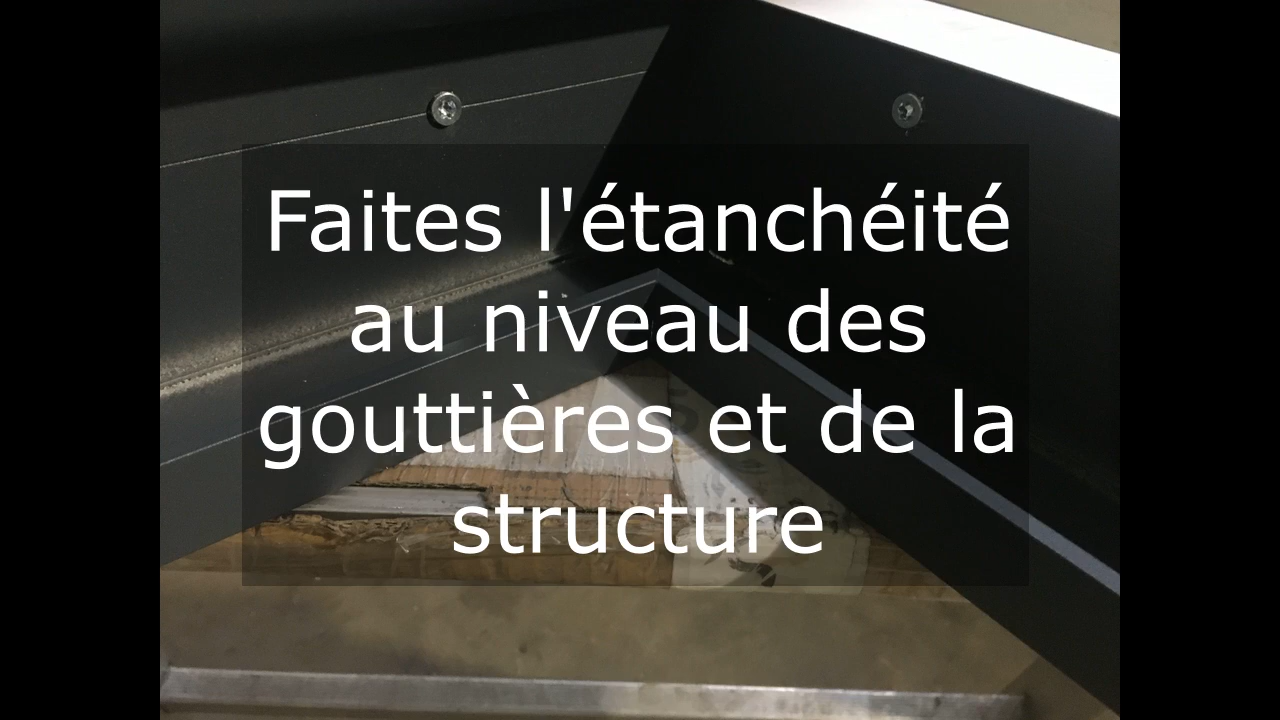 Faites l'étanchéité
au niveau des
gouttières et de la
structure